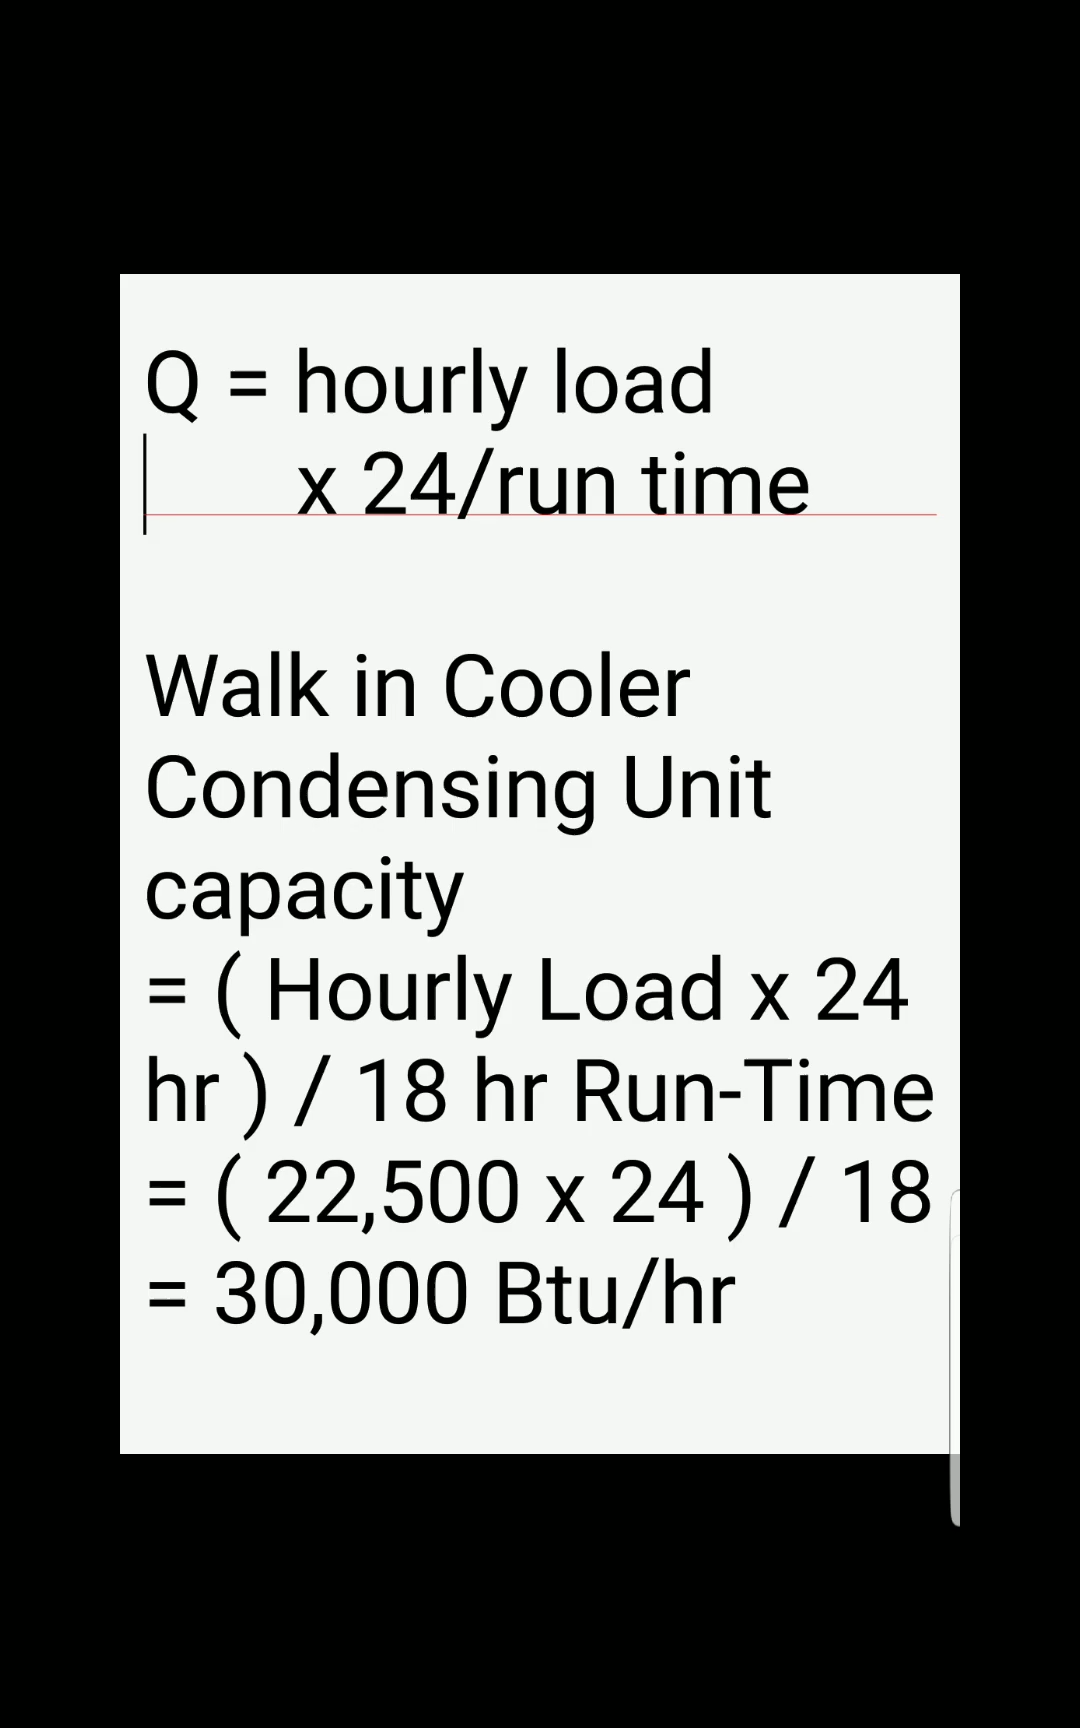 Q = hourly load
x 24/run time
Walk in Cooler
Condensing Unit
capacity
= ( Hourly Load x 24
hr ) / 18 hr Run-Time
= ( 22,500 x 24 ) / 18
= 30,000 Btu/hr